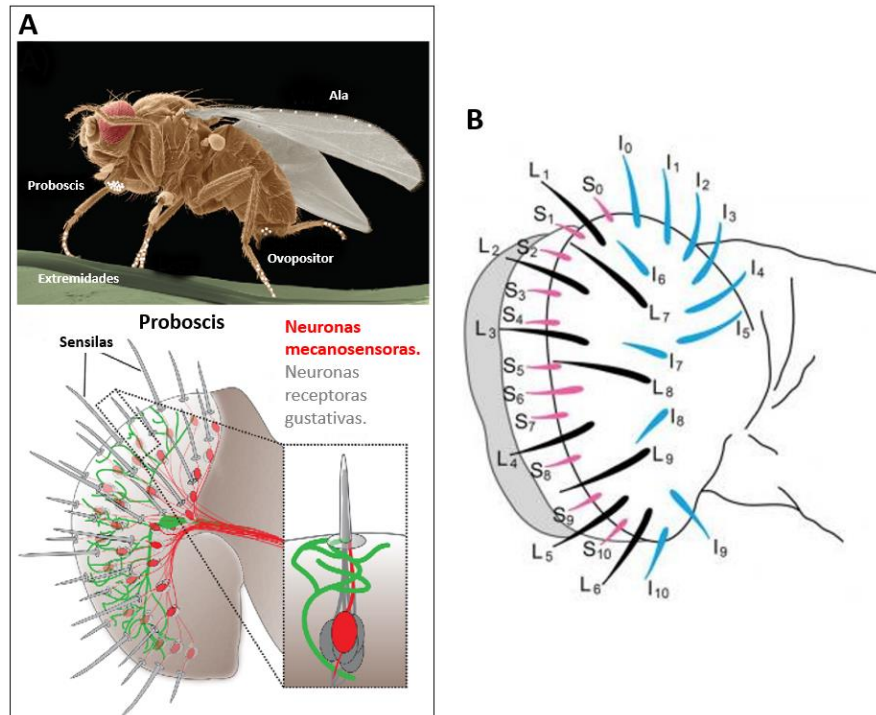 A
Ala
Proboscis
Ovopositor
Extremidades
Proboscis
Sensilas
Neuronas
mecanosensoras.
Neuronas
receptoras
gustativas.
B
I0
I1
I2
I3
I4
I5
I6
I7
I8
I9
I10
L1
L2
L3
L4
L5
L6
L7
L8
L9
S0
S1
S2
S3
S4
S5
S6
S7
S8
S9
S10